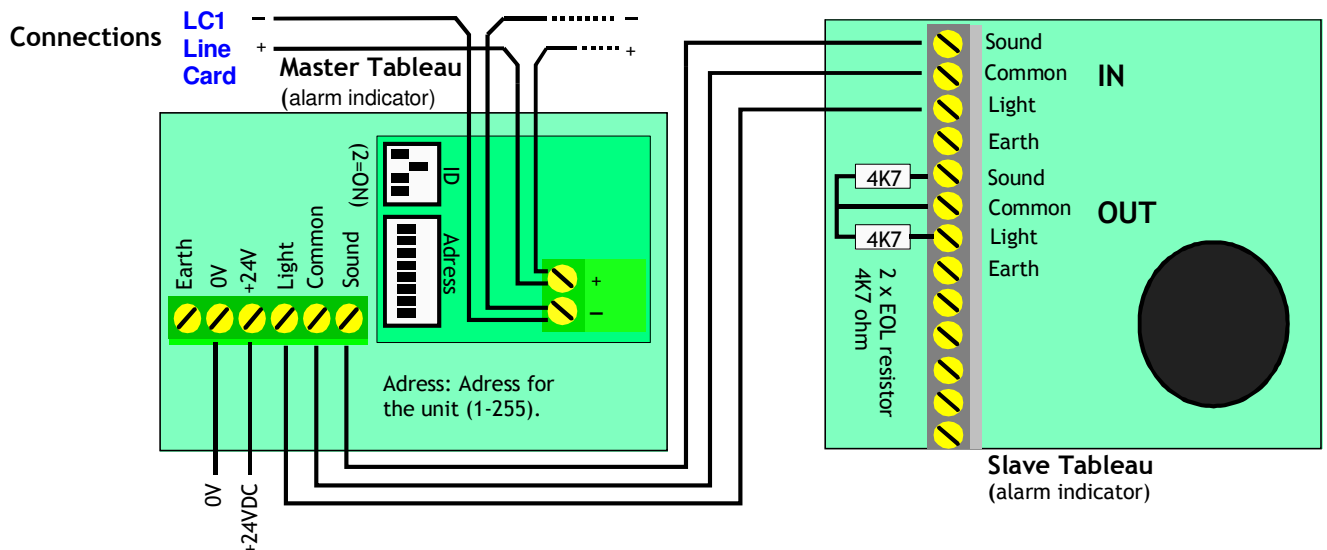 Connections
LC1
Line
Card
–
+
–
+
Master Tableau
(alarm indicator)
ID
(2=ON)
Adress
Earth
0V
+24V
Light
Common
Sound
+
–
Adress: Adress for
the unit (1-255).
0V
+24VDC
Sound
Common
IN
Light
Earth
4K7
Sound
Common
OUT
4K7
Light
Earth
2 x EOL resistor
4K7 ohm
Slave Tableau
(alarm indicator)